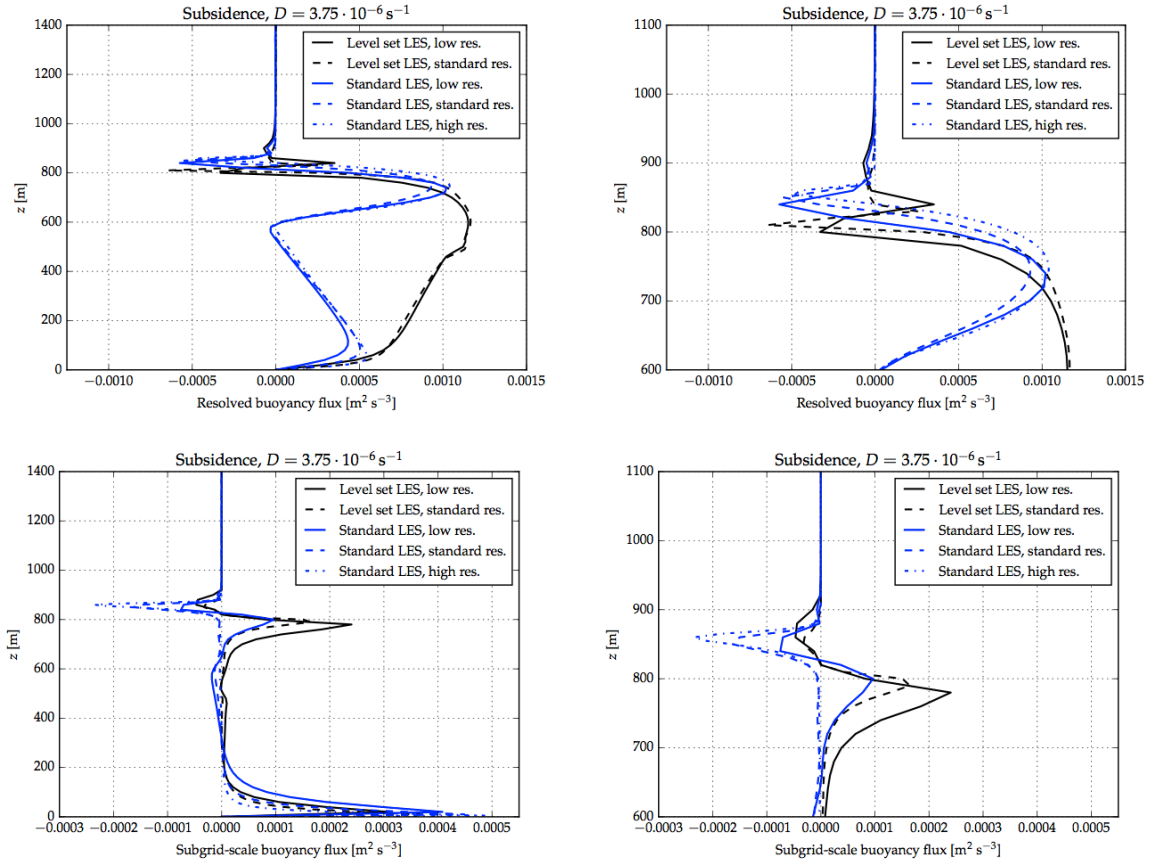 Subsidence, D = 3.75 · 10⁻⁶ s⁻¹
1400
1200
1000
800
600
400
200
0
z [m]
Level set LES, low res.
Level set LES, standard res.
Standard LES, low res.
Standard LES, standard res.
Standard LES, high res.
−0.0010 −0.0005 0.0000 0.0005 0.0010 0.0015
Resolved buoyancy flux [m² s⁻³]
Subsidence, D = 3.75 · 10⁻⁶ s⁻¹
1100
1000
900
800
700
600
z [m]
Level set LES, low res.
Level set LES, standard res.
Standard LES, low res.
Standard LES, standard res.
Standard LES, high res.
−0.0010 −0.0005 0.0000 0.0005 0.0010 0.0015
Resolved buoyancy flux [m² s⁻³]
Subsidence, D = 3.75 · 10⁻⁶ s⁻¹
1400
1200
1000
800
600
400
200
0
z [m]
Level set LES, low res.
Level set LES, standard res.
Standard LES, low res.
Standard LES, standard res.
Standard LES, high res.
−0.0003 −0.0002 −0.0001 0.0000 0.0001 0.0002 0.0003 0.0004 0.0005
Subgrid-scale buoyancy flux [m² s⁻³]
Subsidence, D = 3.75 · 10⁻⁶ s⁻¹
1100
1000
900
800
700
600
z [m]
Level set LES, low res.
Level set LES, standard res.
Standard LES, low res.
Standard LES, standard res.
Standard LES, high res.
−0.0003 −0.0002 −0.0001 0.0000 0.0001 0.0002 0.0003 0.0004 0.0005
Subgrid-scale buoyancy flux [m² s⁻³]